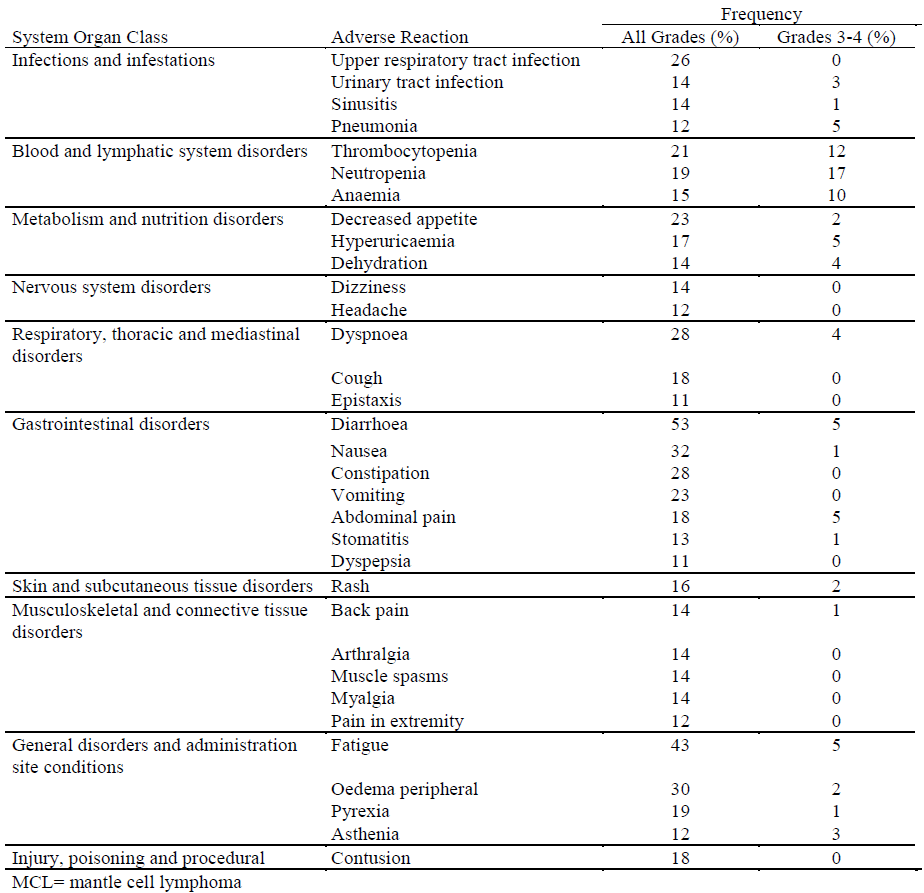 Frequency
System Organ Class Adverse Reaction All Grades (%) Grades 3-4 (%)
Infections and infestations Upper respiratory tract infection 26 0
Urinary tract infection 14 3
Sinusitis 14 1
Pneumonia 12 5
Blood and lymphatic system disorders Thrombocytopenia 21 12
Neutropenia 19 17
Anaemia 15 10
Metabolism and nutrition disorders Decreased appetite 23 2
Hyperuricaemia 17 5
Dehydration 14 4
Nervous system disorders Dizziness 14 0
Headache 12 0
Respiratory, thoracic and mediastinal Dyspnoea 28 4
disorders
Cough 18 0
Epistaxis 11 0
Gastrointestinal disorders Diarrhoea 53 5
Nausea 32 1
Constipation 28 0
Vomiting 23 0
Abdominal pain 18 5
Stomatitis 13 1
Dyspepsia 11 0
Skin and subcutaneous tissue disorders Rash 16 2
Musculoskeletal and connective tissue Back pain 14 1
disorders
Arthralgia 14 0
Muscle spasms 14 0
Myalgia 14 0
Pain in extremity 12 0
General disorders and administration Fatigue 43 5
site conditions
Oedema peripheral 30 2
Pyrexia 19 1
Asthenia 12 3
Injury, poisoning and procedural Contusion 18 0
MCL= mantle cell lymphoma